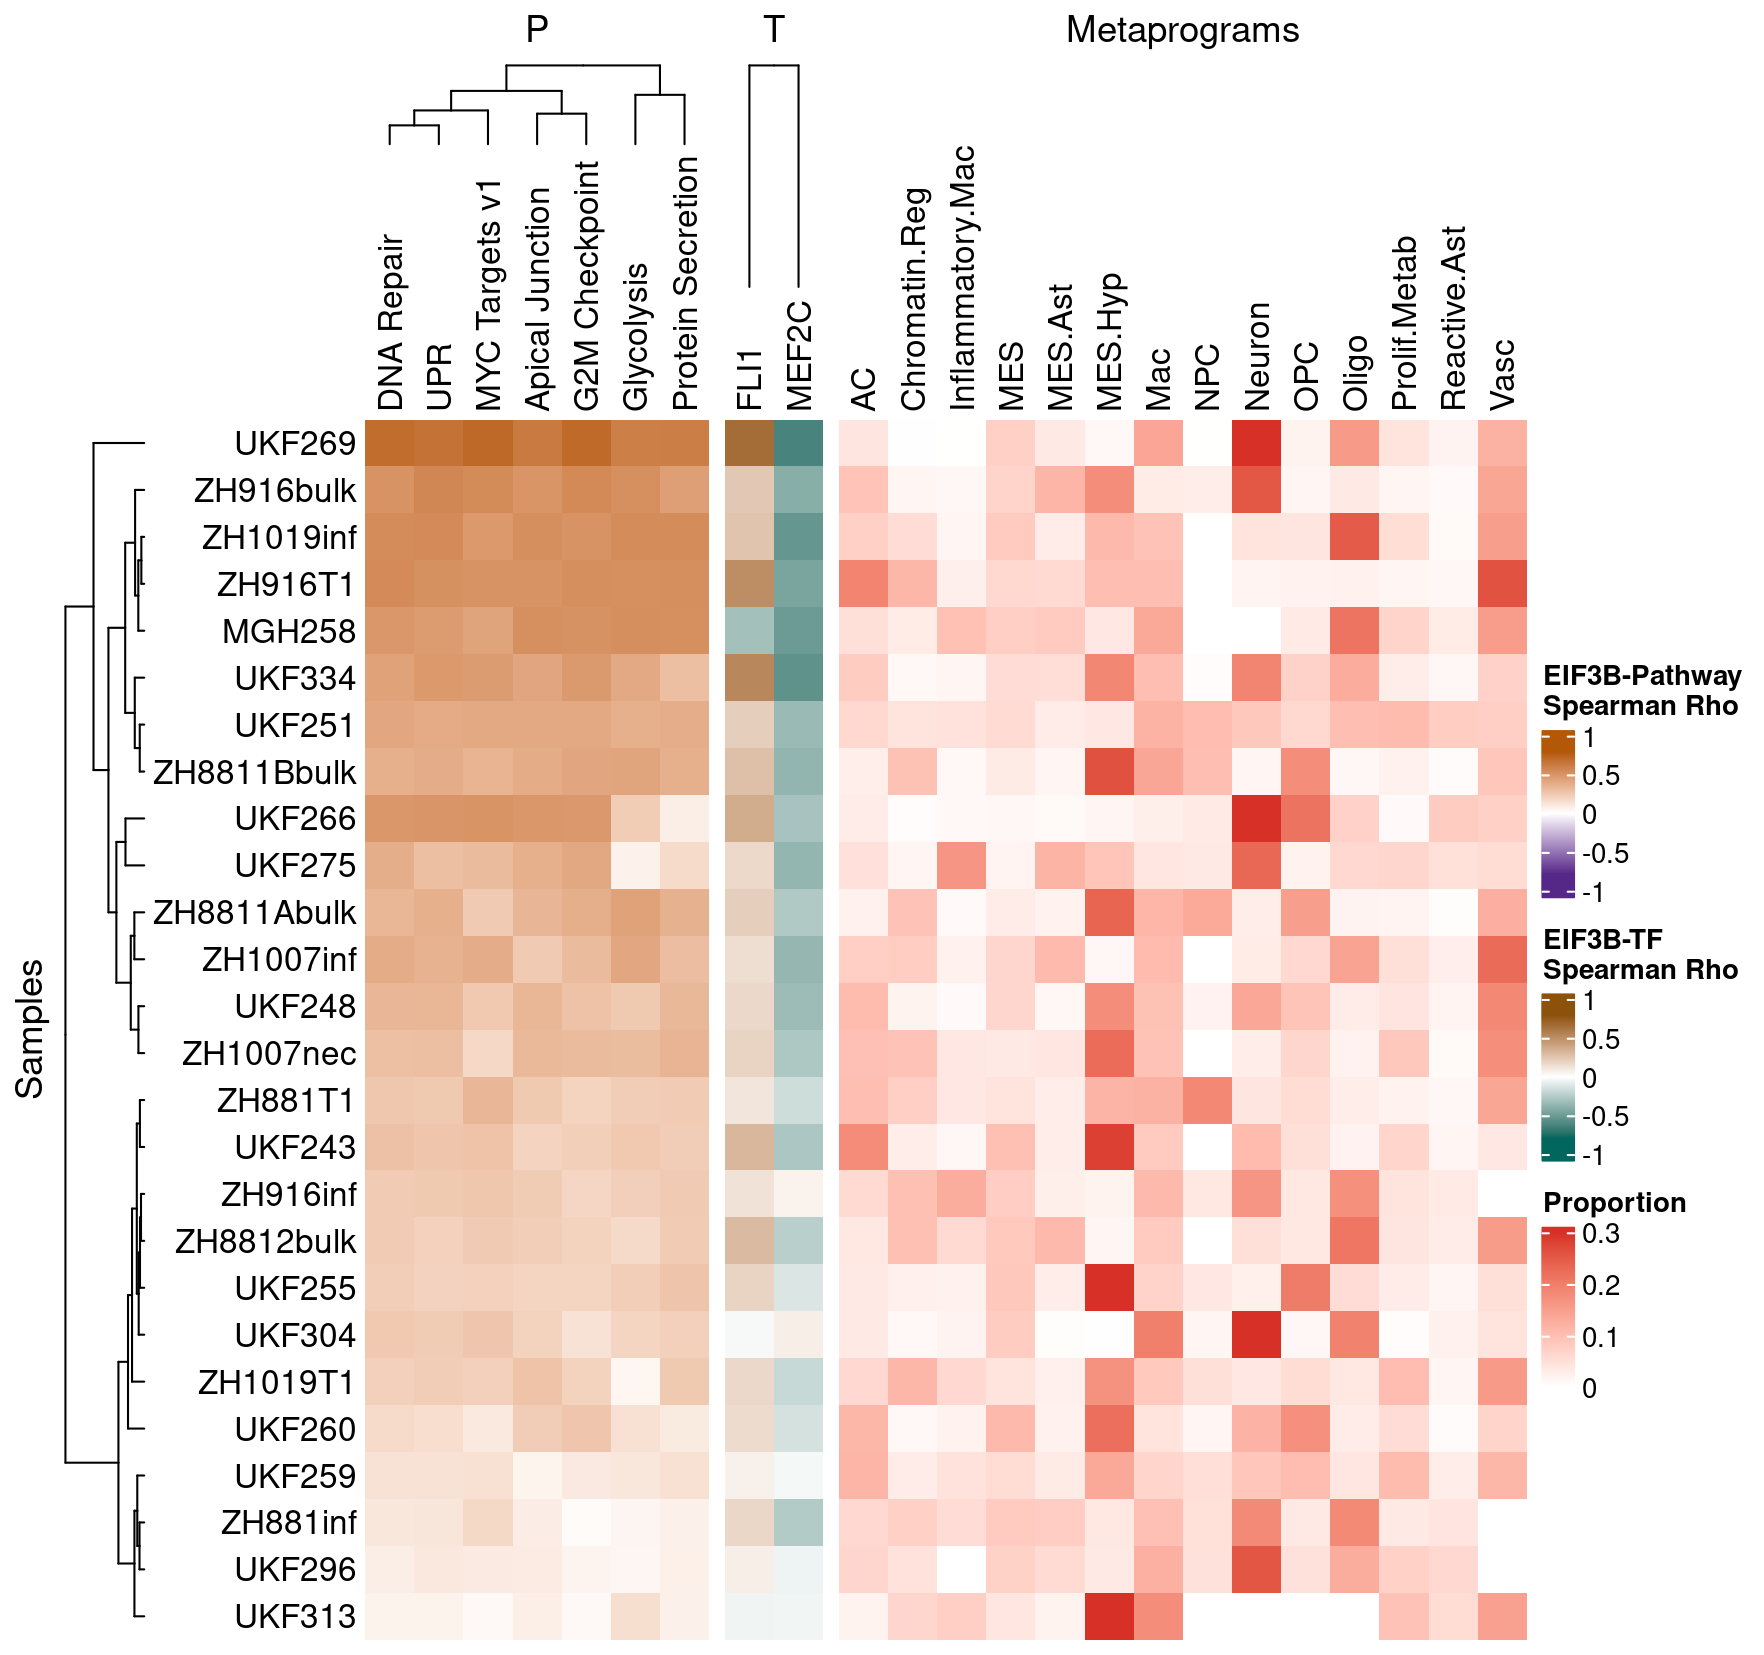 P
T
Metaprograms
DNA Repair
UPR
MYC Targets v1
Apical Junction
G2M Checkpoint
Glycolysis
Protein Secretion
FLI1
MEF2C
AC
Chromatin.Reg
Inflammatory.Mac
MES
MES.Ast
MES.Hyp
Mac
NPC
Neuron
OPC
Oligo
Prolif.Metab
Reactive.Ast
Vasc
Samples
UKF269
ZH916bulk
ZH1019inf
ZH916T1
MGH258
UKF334
UKF251
ZH8811Bbulk
UKF266
UKF275
ZH8811Abulk
ZH1007inf
UKF248
ZH1007nec
ZH881T1
UKF243
ZH916inf
ZH8812bulk
UKF255
UKF304
ZH1019T1
UKF260
UKF259
ZH881inf
UKF296
UKF313
EIF3B-Pathway
Spearman Rho
1
0.5
0
-0.5
-1
EIF3B-TF
Spearman Rho
1
0.5
0
-0.5
-1
Proportion
0.3
0.2
0.1
0